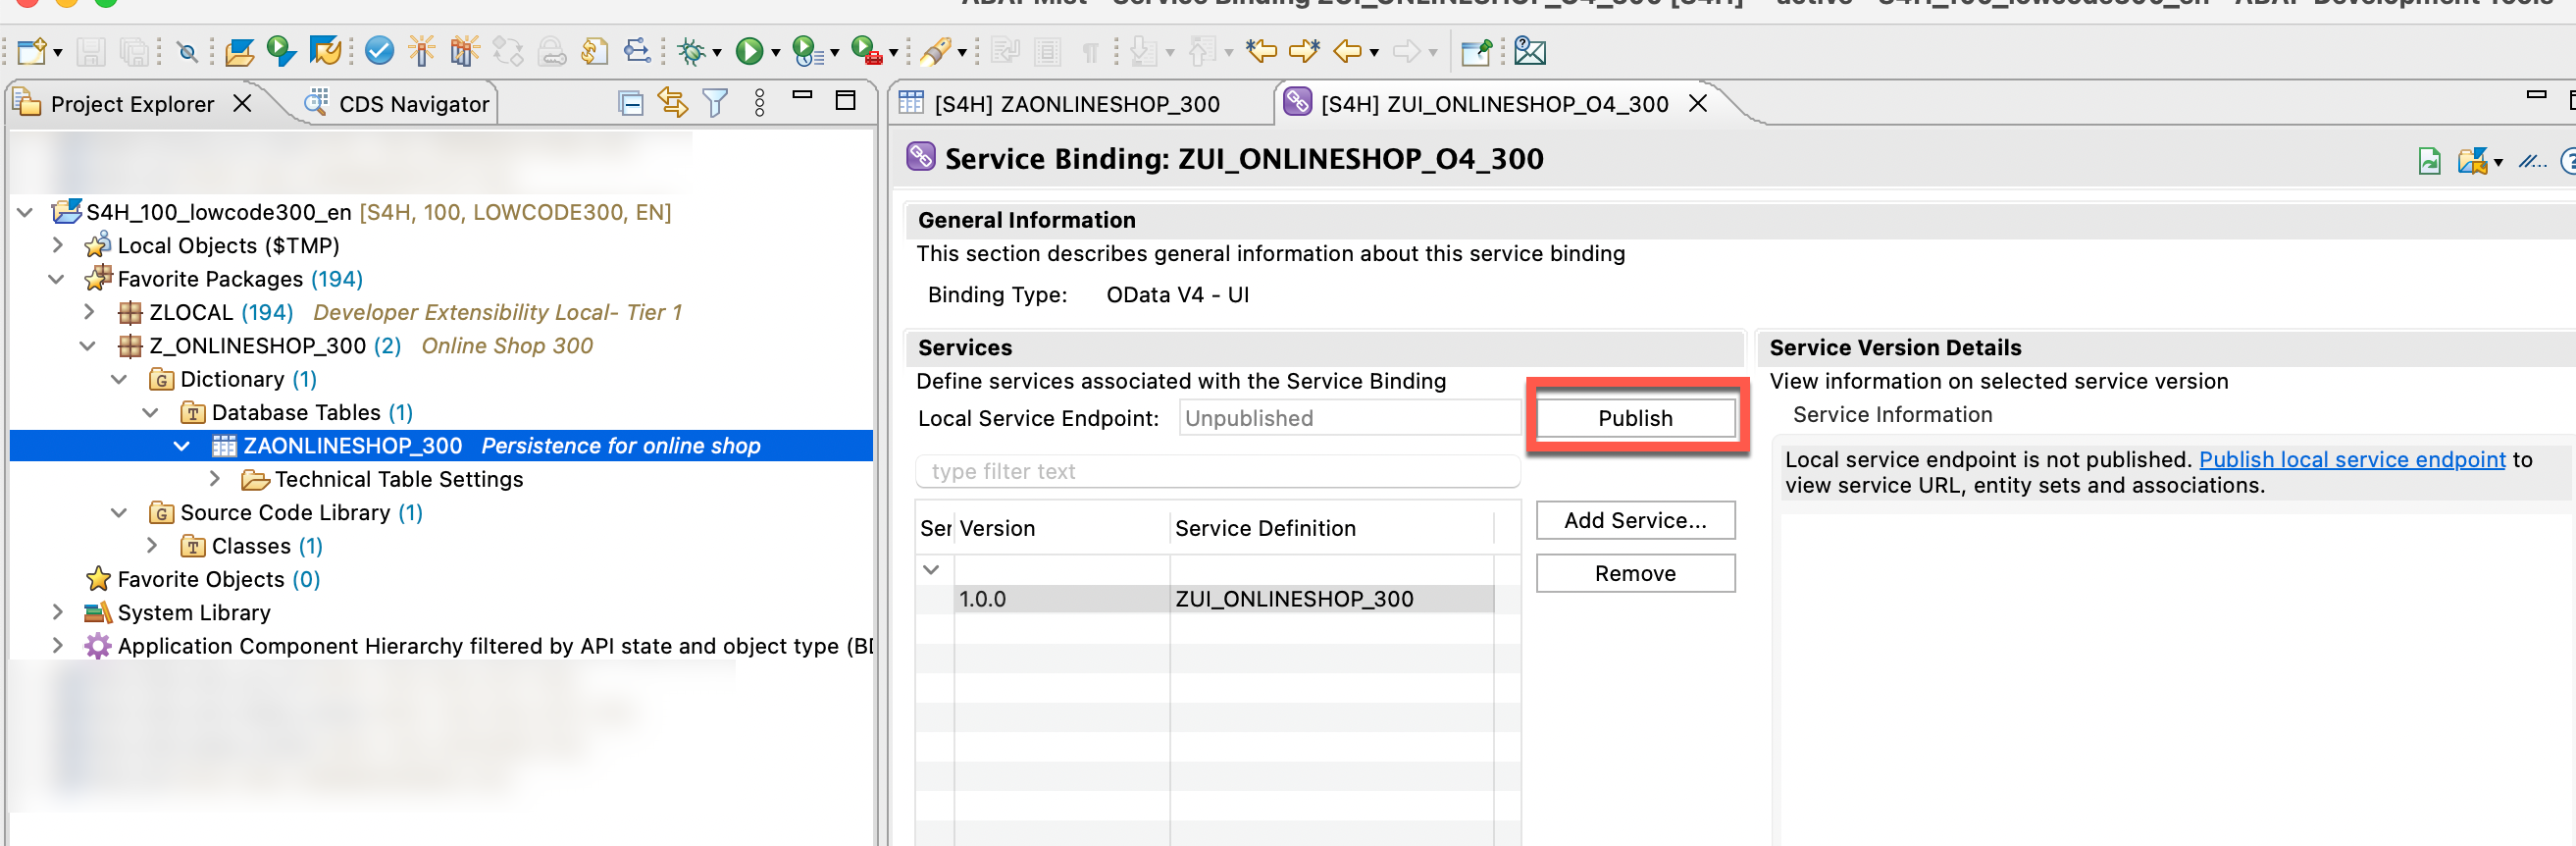 [S4H] ZAONLINESHOP_300
[S4H] ZUI_ONLINESHOP_O4_300
Project Explorer
CDS Navigator
S4H_100_lowcode300_en [S4H, 100, LOWCODE300, EN]
Local Objects ($TMP)
Favorite Packages (194)
ZLOCAL (194) Developer Extensibility Local- Tier 1
Z_ONLINESHOP_300 (2) Online Shop 300
Dictionary (1)
Database Tables (1)
ZAONLINESHOP_300 Persistence for online shop
Technical Table Settings
Source Code Library (1)
Classes (1)
Favorite Objects (0)
System Library
Application Component Hierarchy filtered by API state and object type (BD
Service Binding: ZUI_ONLINESHOP_O4_300
General Information
This section describes general information about this service binding
Binding Type: OData V4 - UI
Services
Define services associated with the Service Binding
Local Service Endpoint: Unpublished
Publish
type filter text
Ser Version Service Definition
1.0.0 ZUI_ONLINESHOP_300
Add Service...
Remove
Service Version Details
View information on selected service version
Service Information
Local service endpoint is not published. Publish local service endpoint to
view service URL, entity sets and associations.